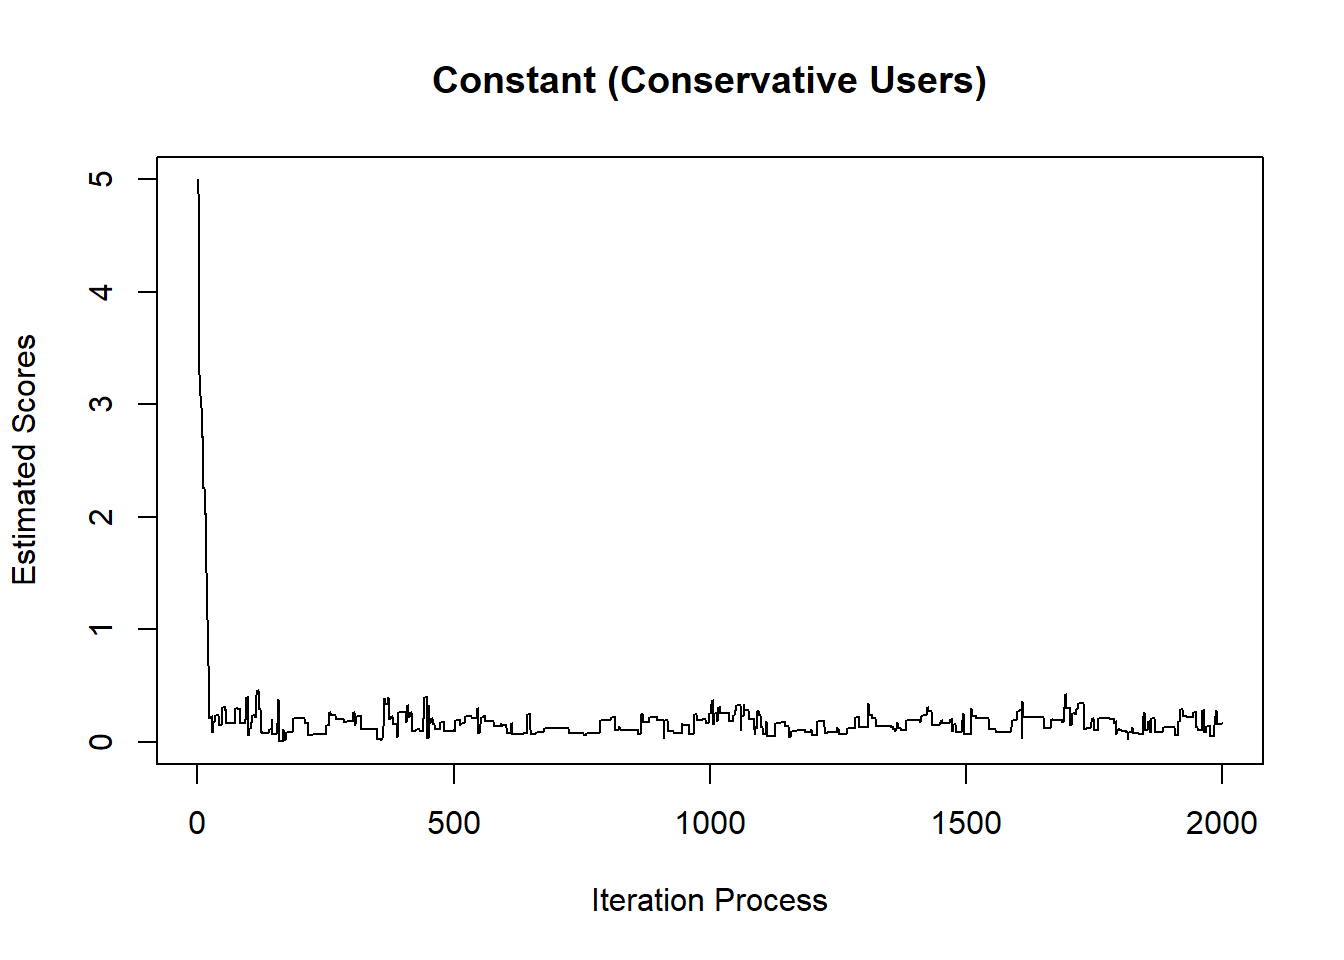 Constant (Conservative Users)
5
4
3
2
1
0
Estimated Scores
0 500 1000 1500 2000
Iteration Process